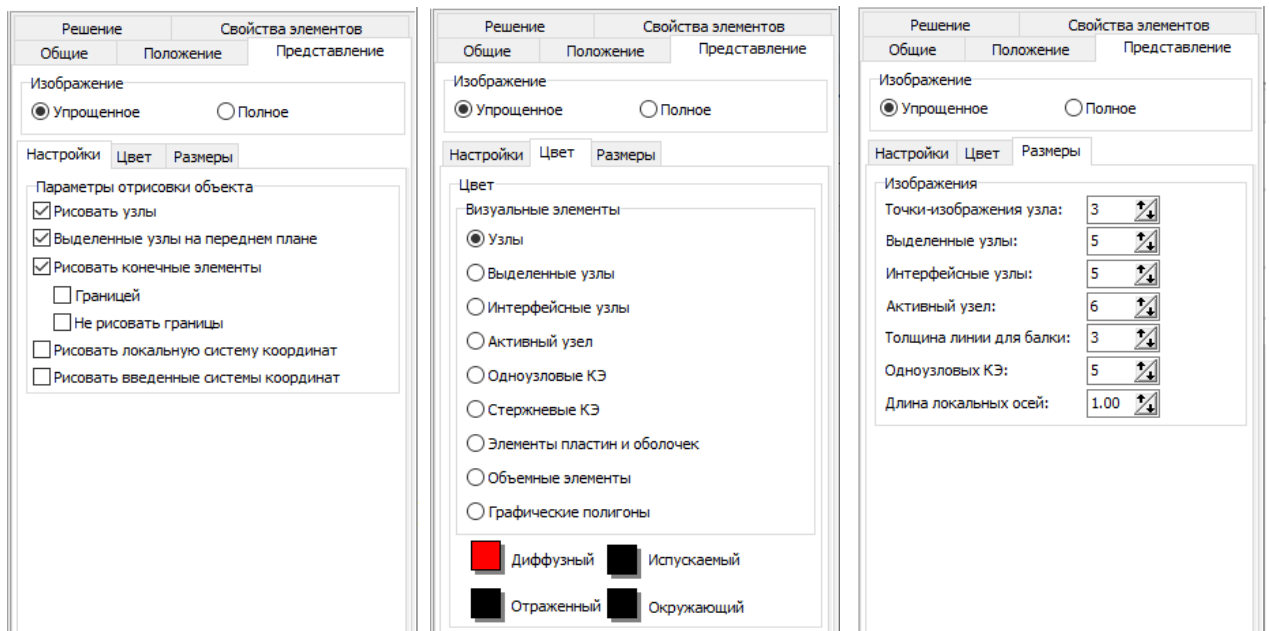 Решение Свойства элементов
Общие Положение Представление
Изображение
Упрощенное Полное
Настройки Цвет Размеры
Параметры отрисовки объекта
Рисовать узлы
Выделенные узлы на переднем плане
Рисовать конечные элементы
Границей
Не рисовать границы
Рисовать локальную систему координат
Рисовать введенные системы координат
Решение Свойства элементов
Общие Положение Представление
Изображение
Упрощенное Полное
Настройки Цвет Размеры
Цвет
Визуальные элементы
Узлы
Выделенные узлы
Интерфейсные узлы
Активный узел
Одноузловые КЭ
Стержневые КЭ
Элементы пластин и оболочек
Объемные элементы
Графические полигоны
Диффузный Испускаемый
Отраженный Окружающий
Решение Свойства элементов
Общие Положение Представление
Изображение
Упрощенное Полное
Настройки Цвет Размеры
Изображения
Точки-изображения узла: 3
Выделенные узлы: 5
Интерфейсные узлы: 5
Активный узел: 6
Толщина линии для балки: 3
Одноузловых КЭ: 5
Длина локальных осей: 1.00